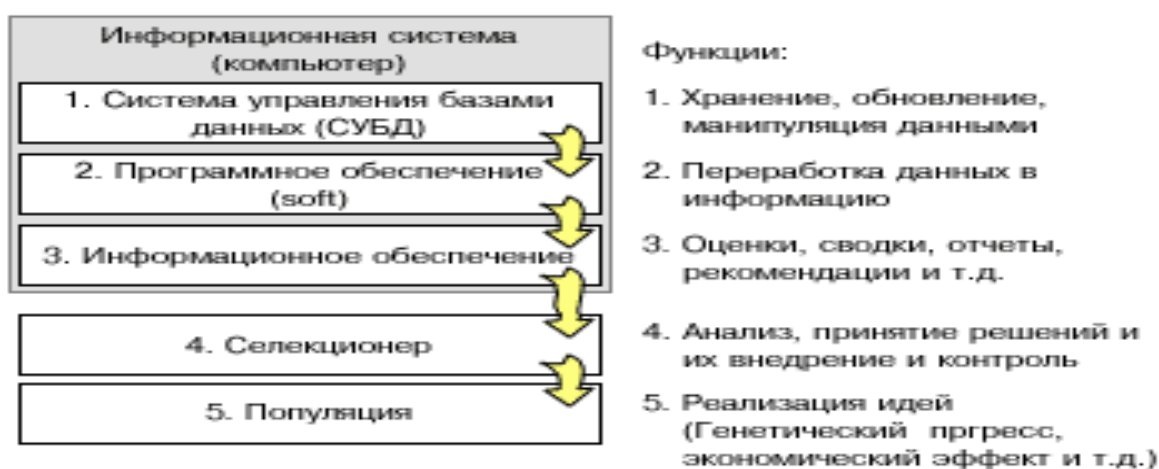 Информационная система
(компьютер)
1. Система управления базами
данных (СУБД)
2. Программное обеспечение
(soft)
3. Информационное обеспечение
4. Селекционер
5. Популяция
Функции:
1. Хранение, обновление,
манипуляция данными
2. Переработка данных в
информацию
3. Оценки, сводки, отчеты,
рекомендации и т.д.
4. Анализ, принятие решений и
их внедрение и контроль
5. Реализация идей
(Генетический пргресс,
экономический эффект и т.д.)